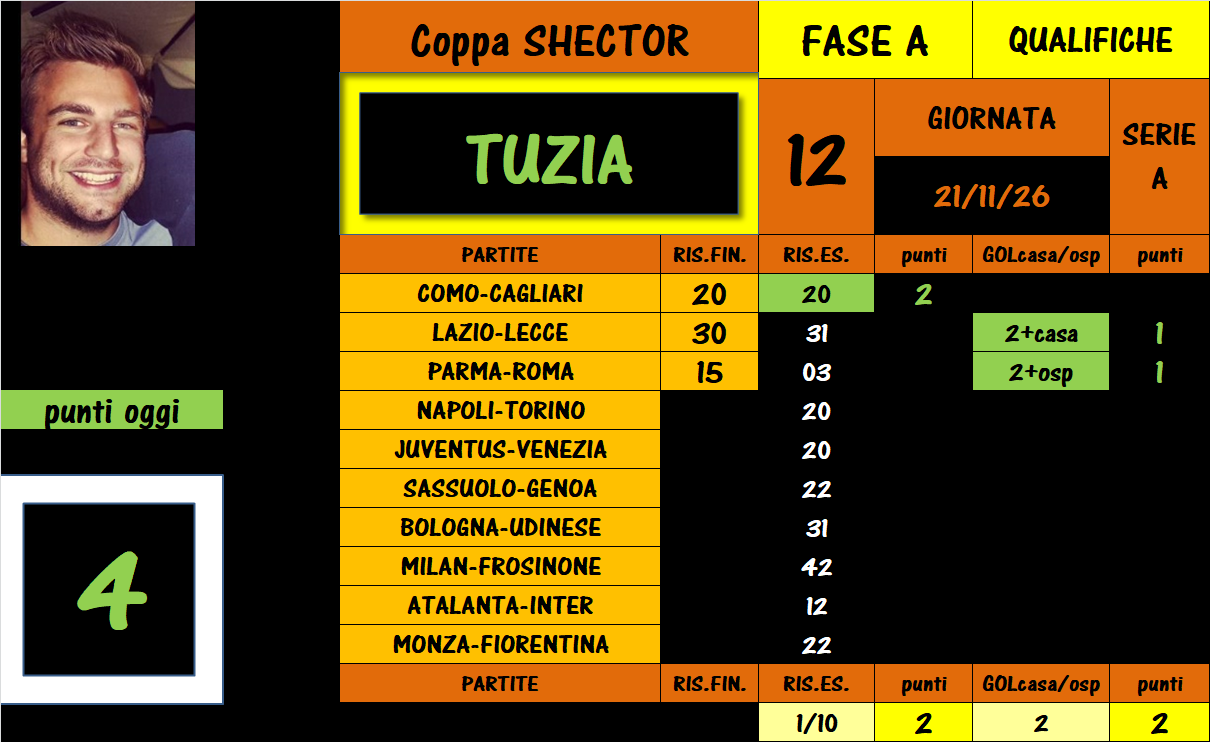 Coppa SHECTOR FASE A QUALIFICHE
TUZIA 12 GIORNATA SERIE A
21/11/26
PARTITE RIS.FIN. RIS.ES. punti GOLcasa/osp punti
COMO-CAGLIARI 20 20 2
LAZIO-LECCE 30 31 2+casa 1
PARMA-ROMA 15 03 2+osp 1
punti oggi NAPOLI-TORINO 20
JUVENTUS-VENEZIA 20
SASSUOLO-GENOA 22
BOLOGNA-UDINESE 31
4 MILAN-FROSINONE 42
ATALANTA-INTER 12
MONZA-FIORENTINA 22
PARTITE RIS.FIN. RIS.ES. punti GOLcasa/osp punti
1/10 2 2 2